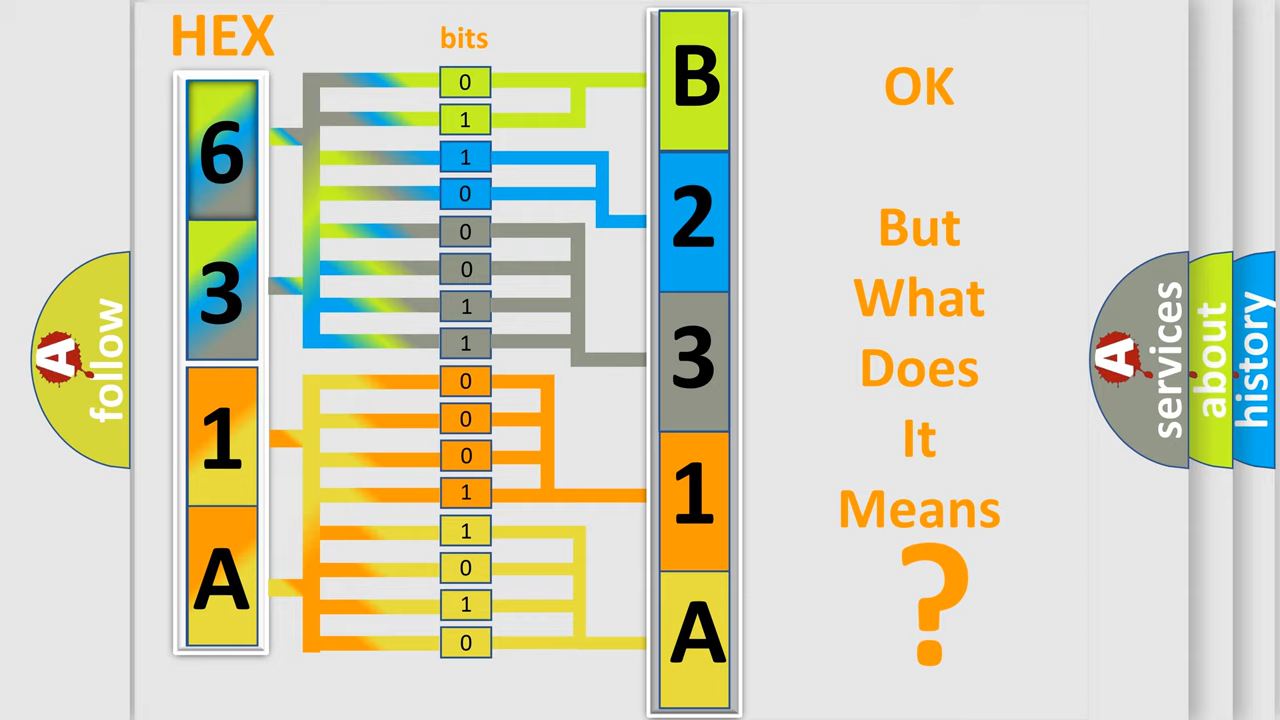 HEX
bits
6
3
1
A
0
1
1
0
0
0
1
1
0
0
0
1
1
0
1
0
B
2
3
1
A
OK
But
What
Does
It
Means
?
A
follow
A
services
about
history